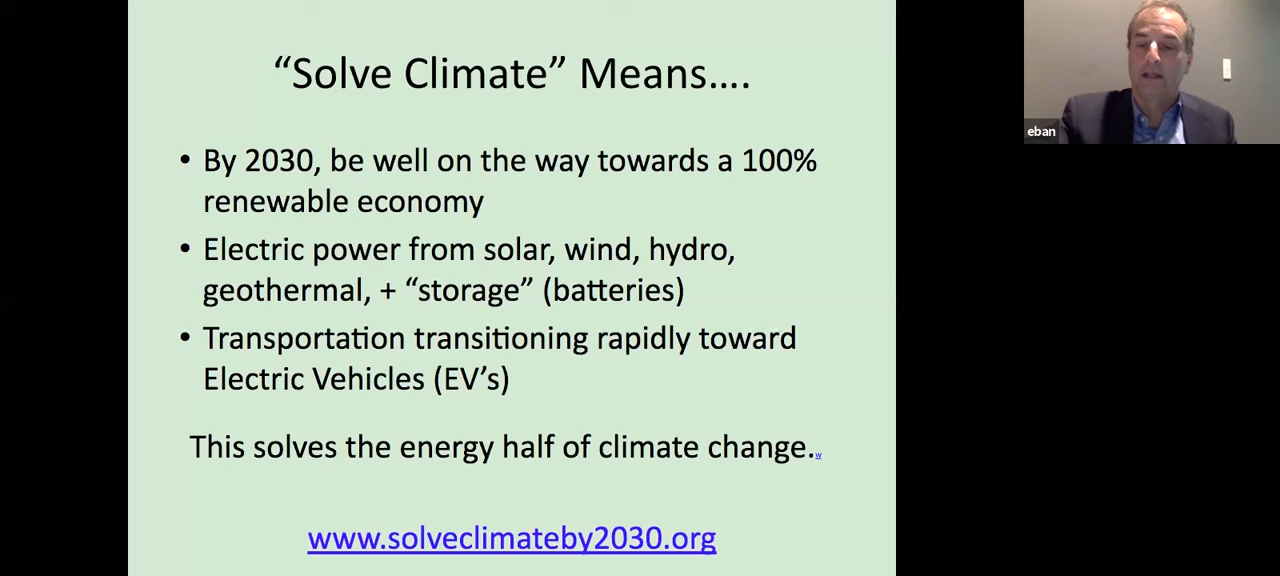 “Solve Climate” Means….
• By 2030, be well on the way towards a 100%
renewable economy
• Electric power from solar, wind, hydro,
geothermal, + “storage” (batteries)
• Transportation transitioning rapidly toward
Electric Vehicles (EV’s)
This solves the energy half of climate change.w
www.solveclimateby2030.org
eban